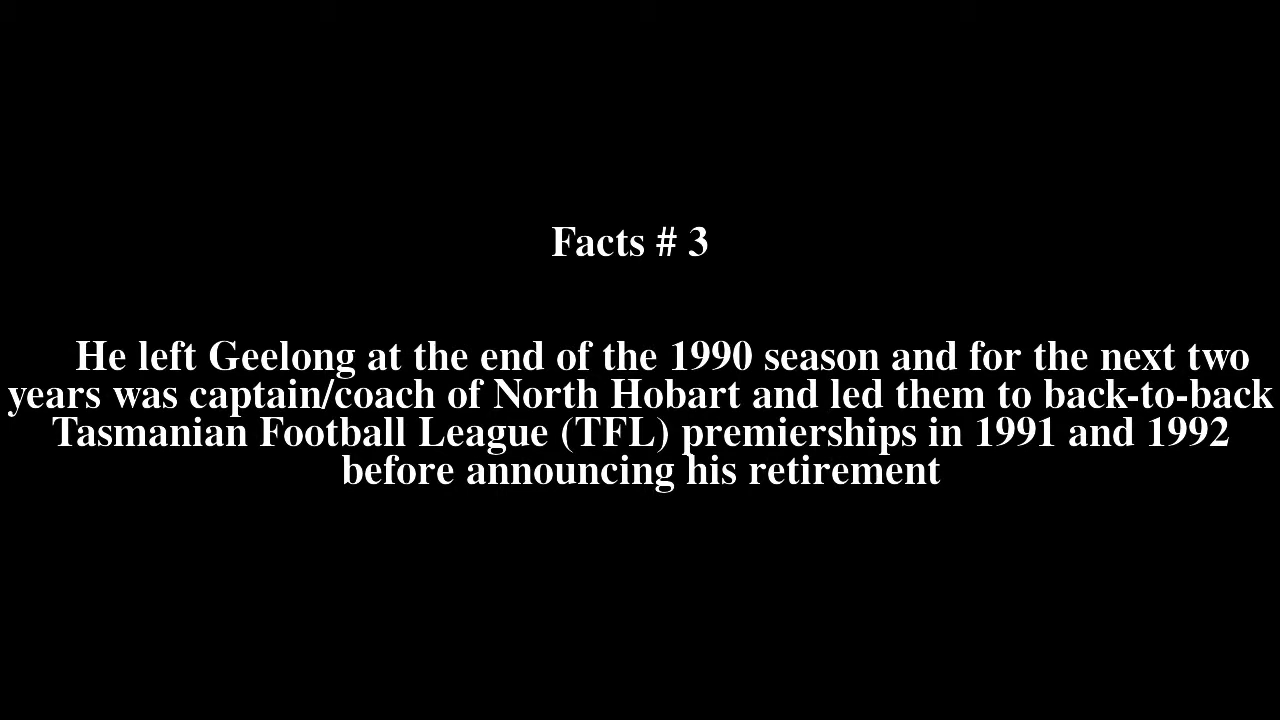 Facts # 3
He left Geelong at the end of the 1990 season and for the next two
years was captain/coach of North Hobart and led them to back-to-back
Tasmanian Football League (TFL) premierships in 1991 and 1992
before announcing his retirement